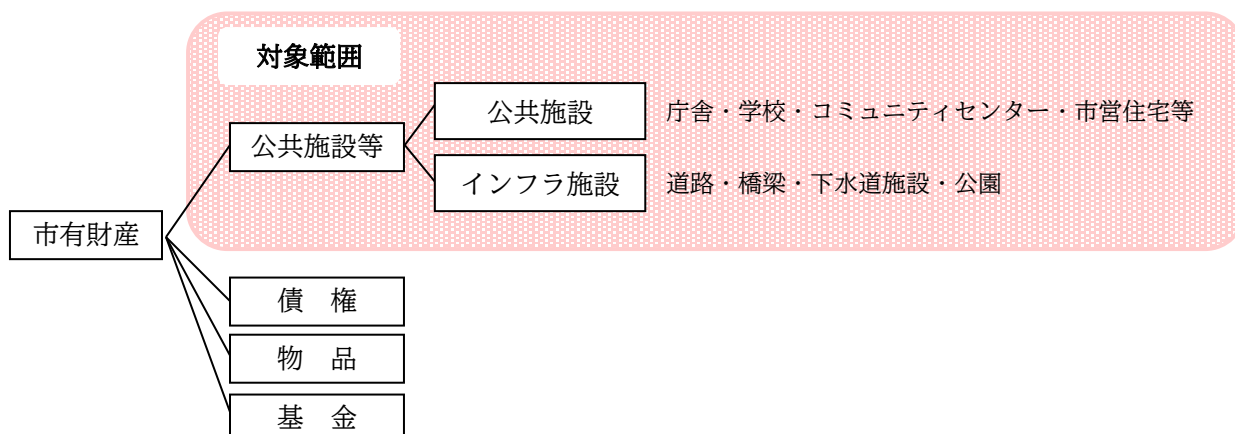 対象範囲
公共施設 庁舎・学校・コミュニティセンター・市営住宅等
公共施設等
インフラ施設 道路・橋梁・下水道施設・公園
市有財産
債　権
物　品
基　金